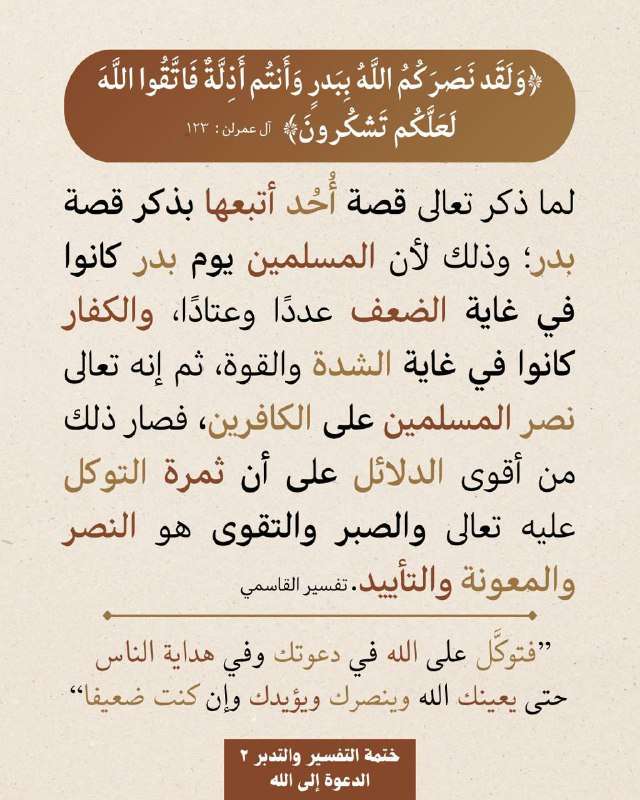 ﴿وَلَقَد نَصَرَكُمُ اللَّهُ بِبَدرٍ وَأَنتُم أَذِلَّةٌ فَاتَّقُوا اللَّهَ
لَعَلَّكُم تَشكُرونَ﴾ آل عمرلن: ١٢٣
لما ذكر تعالى قصة أُحُد أتبعها بذكر قصة
بدر؛ وذلك لأن المسلمين يوم بدر كانوا
في غاية الضعف عددًا وعتادًا، والكفار
كانوا في غاية الشدة والقوة، ثم إنه تعالى
نصر المسلمين على الكافرين، فصار ذلك
من أقوى الدلائل على أن ثمرة التوكل
عليه تعالى والصبر والتقوى هو النصر
والمعونة والتأييد. تفسير القاسمي
”فتوكَّل على الله في دعوتك وفي هداية الناس
حتى يعينك الله وينصرك ويؤيدك وإن كنت ضعيفا“
ختمة التفسير والتدبر ٢
الدعوة إلى الله